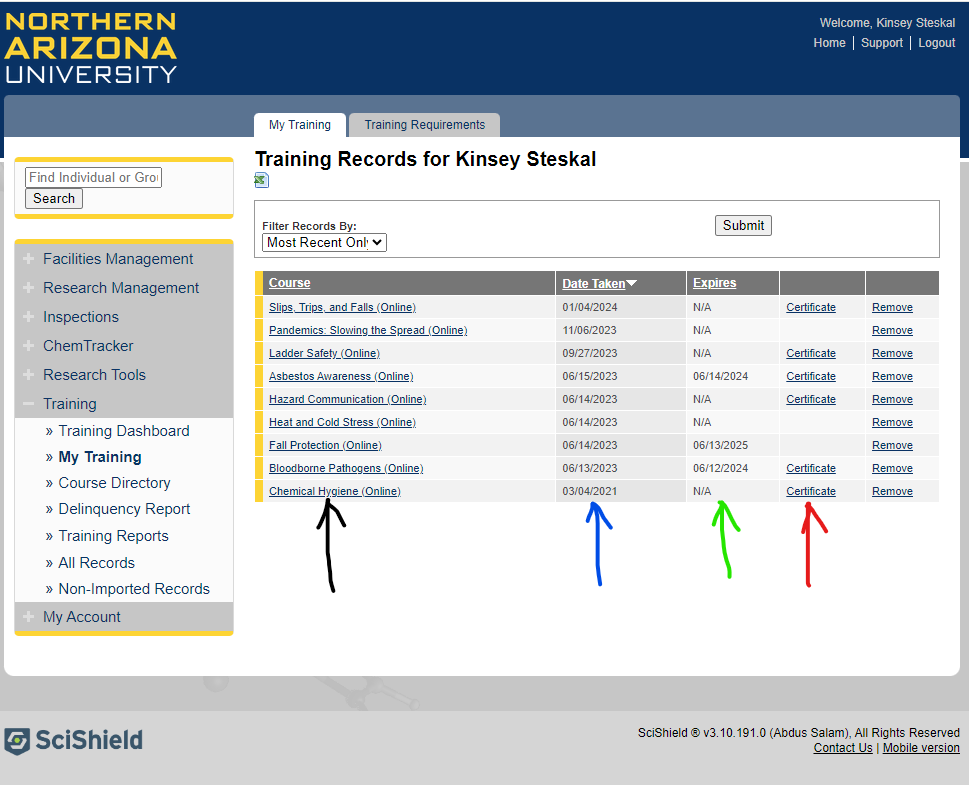 NORTHERN
ARIZONA
UNIVERSITY
Welcome, Kinsey Steskal
Home | Support | Logout
My Training
Training Requirements
Training Records for Kinsey Steskal
Find Individual or Grou
Search
Filter Records By:
Most Recent Only
Submit
Facilities Management
Research Management
Inspections
ChemTracker
Research Tools
Training
» Training Dashboard
» My Training
» Course Directory
» Delinquency Report
» Training Reports
» All Records
» Non-Imported Records
My Account
Course Date Taken Expires
Slips, Trips, and Falls (Online) 01/04/2024 N/A Certificate Remove
Pandemics: Slowing the Spread (Online) 11/06/2023 N/A Remove
Ladder Safety (Online) 09/27/2023 N/A Certificate Remove
Asbestos Awareness (Online) 06/15/2023 06/14/2024 Certificate Remove
Hazard Communication (Online) 06/14/2023 N/A Certificate Remove
Heat and Cold Stress (Online) 06/14/2023 N/A Remove
Fall Protection (Online) 06/14/2023 06/13/2025 Remove
Bloodborne Pathogens (Online) 06/13/2023 06/12/2024 Certificate Remove
Chemical Hygiene (Online) 03/04/2021 N/A Certificate Remove
SciShield
SciShield ® v3.10.191.0 (Abdus Salam), All Rights Reserved
Contact Us | Mobile version